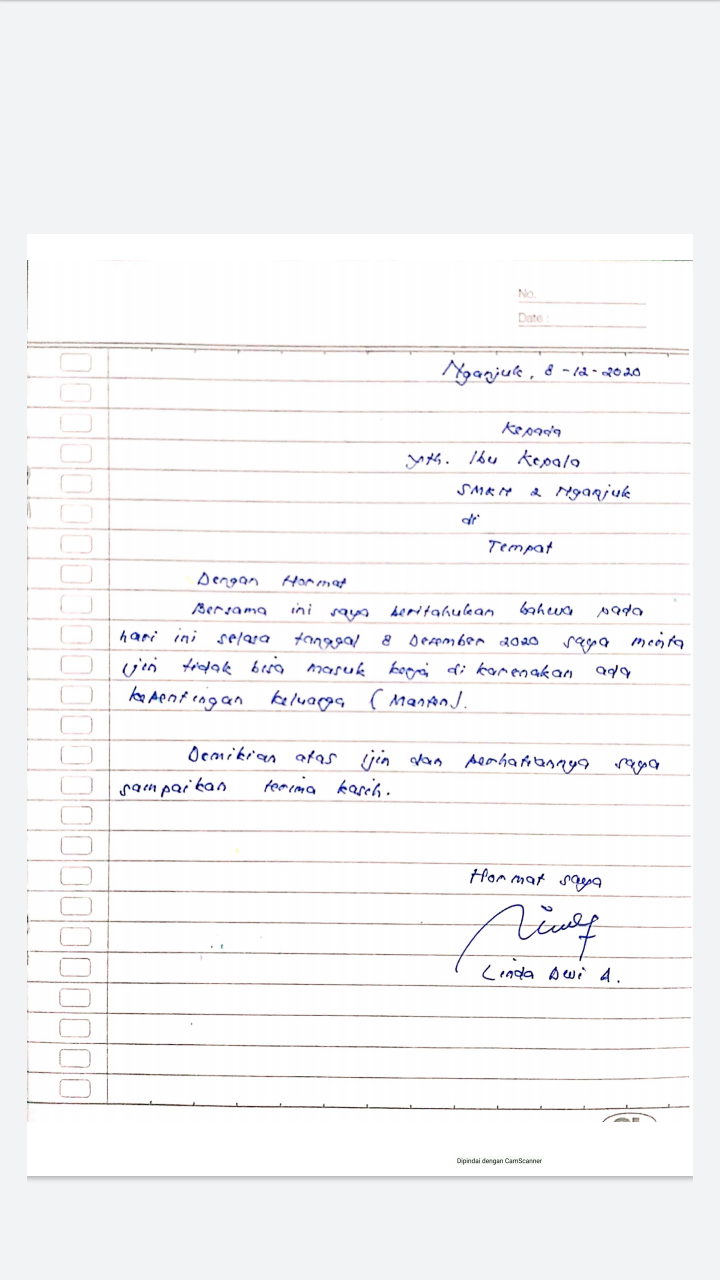 No.
Date :
Nganjuk, 8-12-2020
Kepada
yth. Ibu Kepala
SMKN 2 Nganjuk
di
Tempat
Dengan Hormat
Bersama ini saya beritahukan bahwa pada
hari ini selasa tanggal 8 Desember 2020 saya minta
ijin tidak bisa masuk kerja di karenakan ada
kepentingan keluarga (Manten).
Demikian atas ijin dan perhatiannya saya
sampaikan terima kasih.
Hormat saya
Linda Dwi A.
Dipindai dengan CamScanner